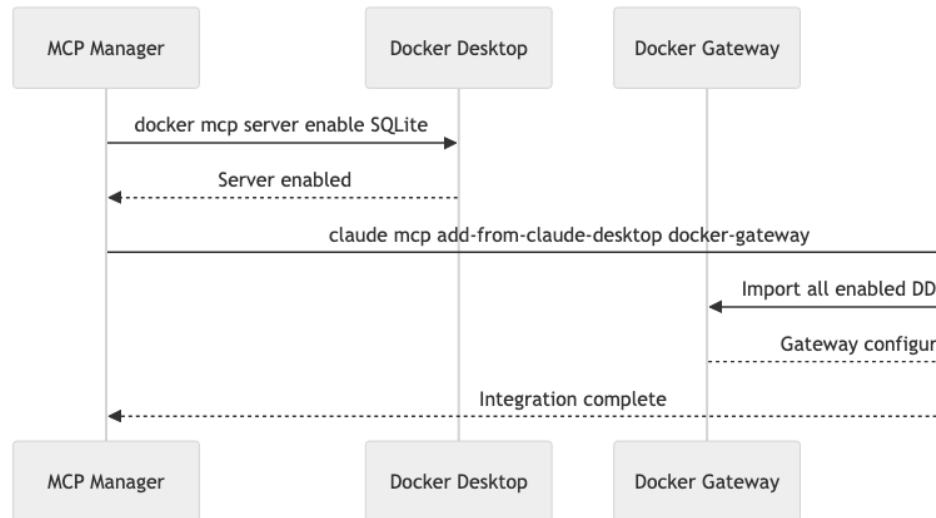 MCP Manager
Docker Desktop
Docker Gateway
docker mcp server enable SQLite
Server enabled
claude mcp add-from-claude-desktop docker-gateway
Import all enabled DD
Gateway configur
Integration complete
MCP Manager
Docker Desktop
Docker Gateway